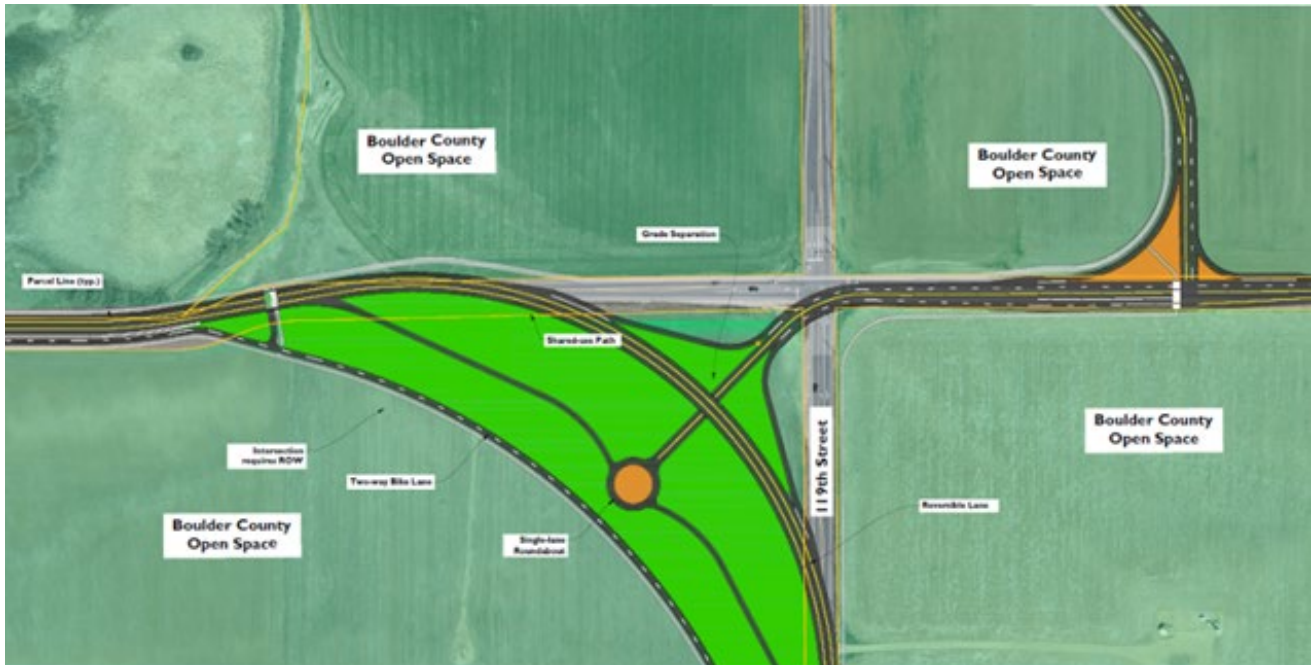 Boulder County
Open Space
Boulder County
Open Space
Grade Separation
Parcel Line (typ.)
Shared-use Path
Boulder County
Open Space
Intersection
requires ROW
Two-way Bike Lane
119th Street
Reversible Lane
Boulder County
Open Space
Single-lane
Roundabout